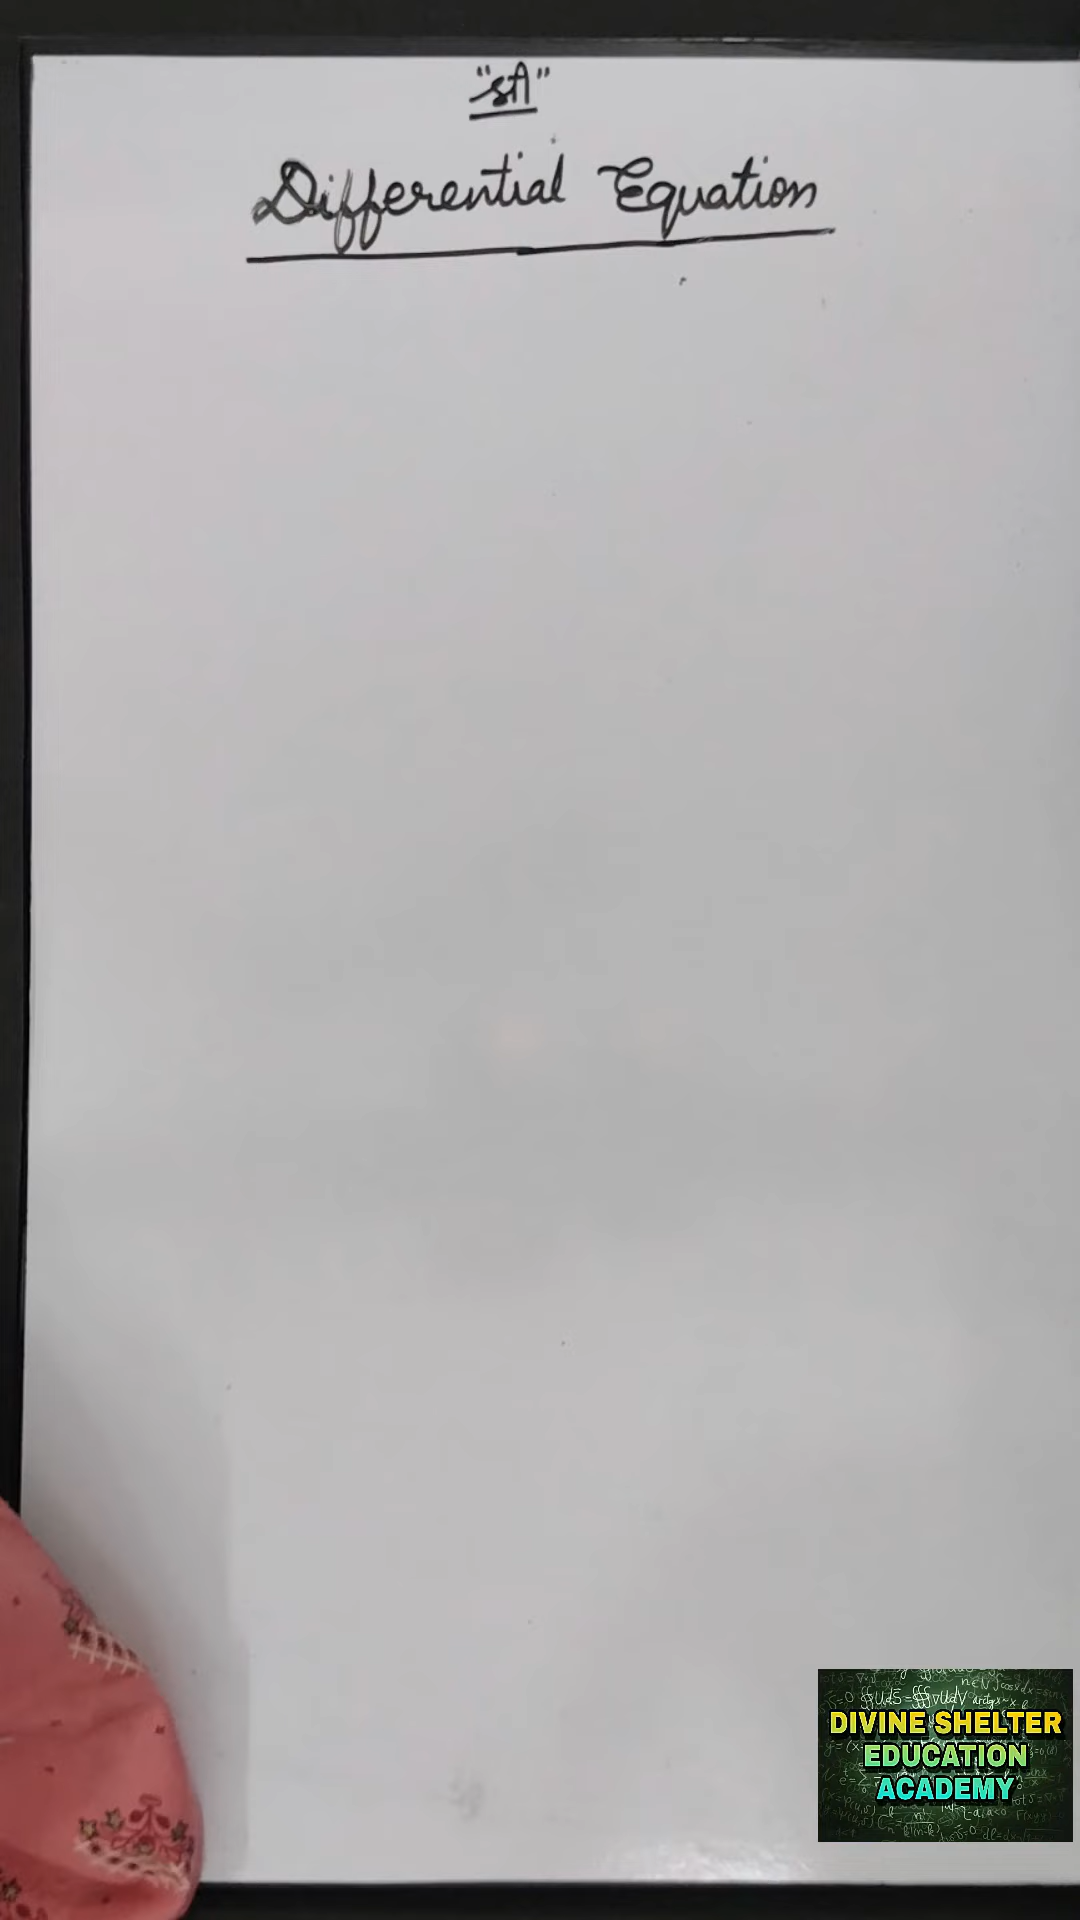 "श्री"
Differential Equation
DIVINE SHELTER
EDUCATION
ACADEMY